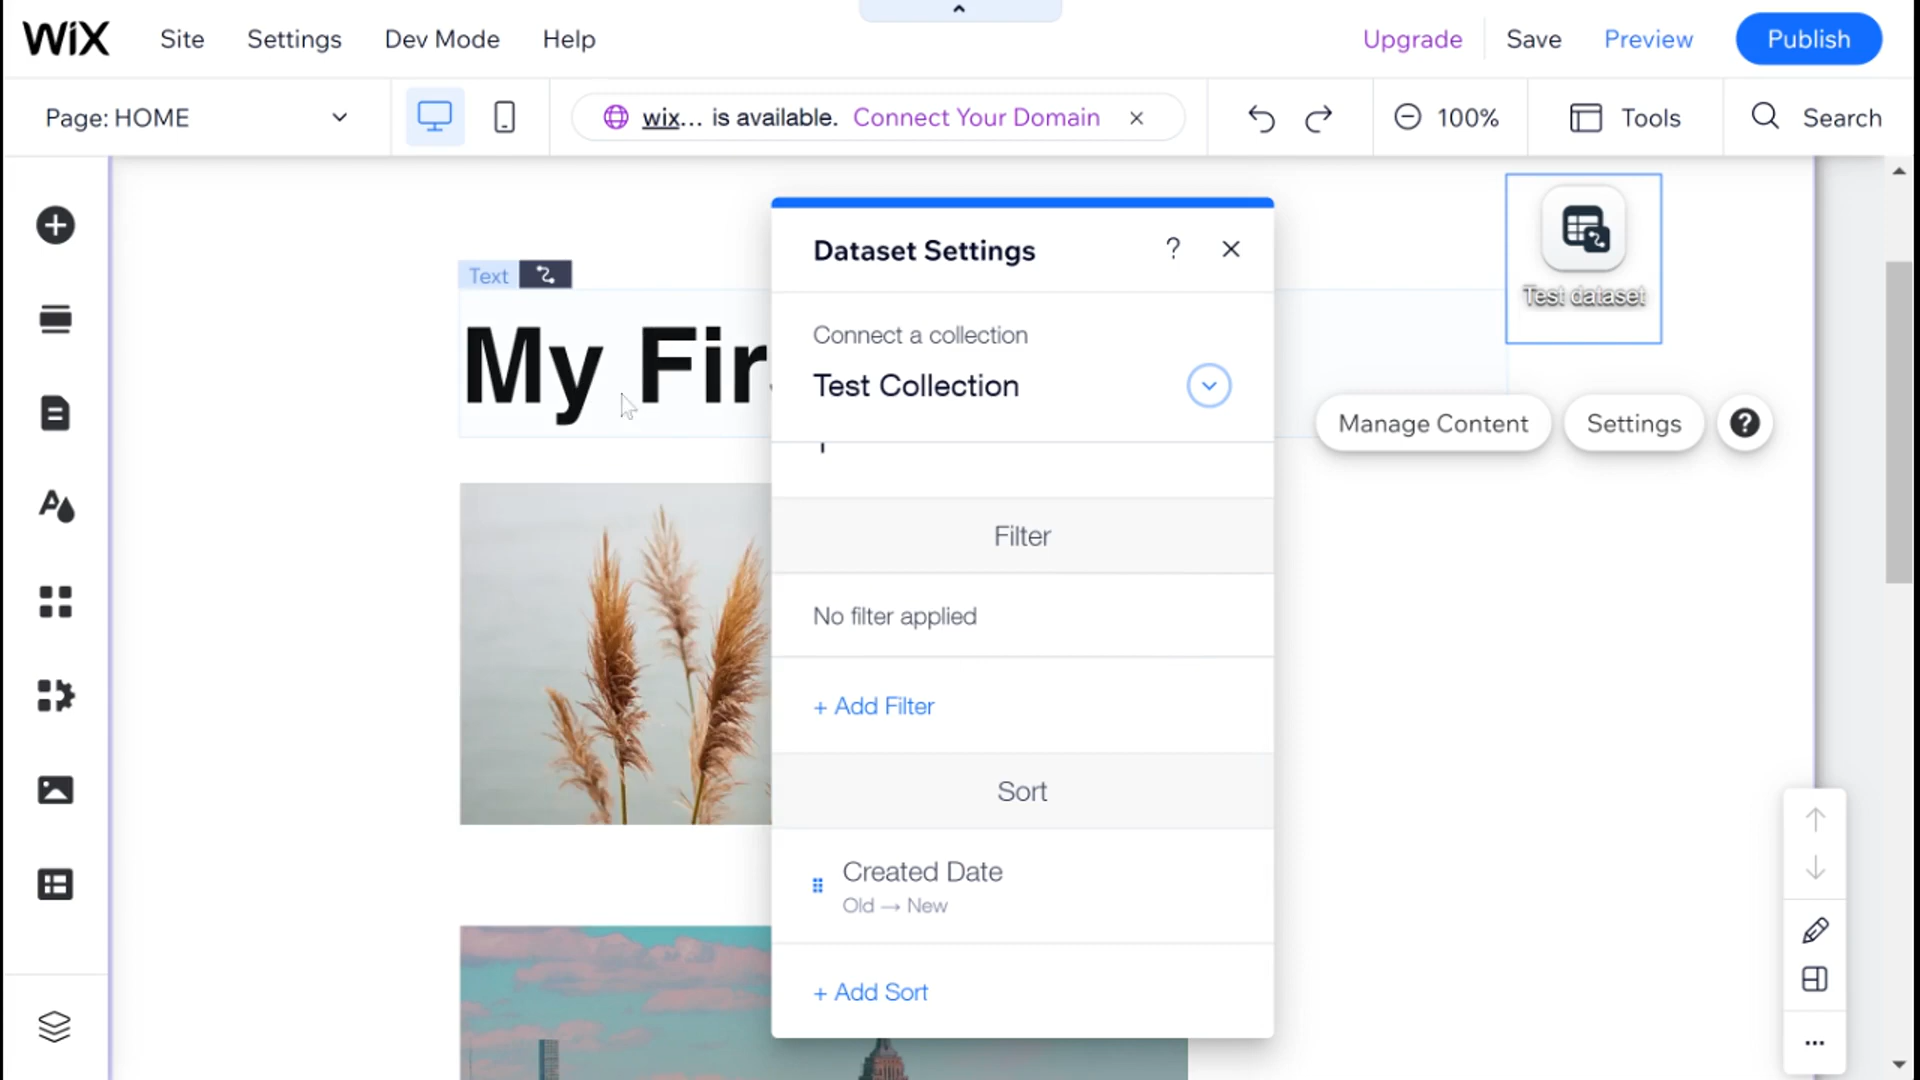 WiX Site Settings Dev Mode Help Upgrade Save Preview Publish
Page: HOME wix... is available. Connect Your Domain 100% Tools Search
Text
My Fir
Dataset Settings ?
Connect a collection
Test Collection
Filter
No filter applied
+ Add Filter
Sort
Created Date
Old → New
+ Add Sort
Test dataset
Manage Content Settings ?